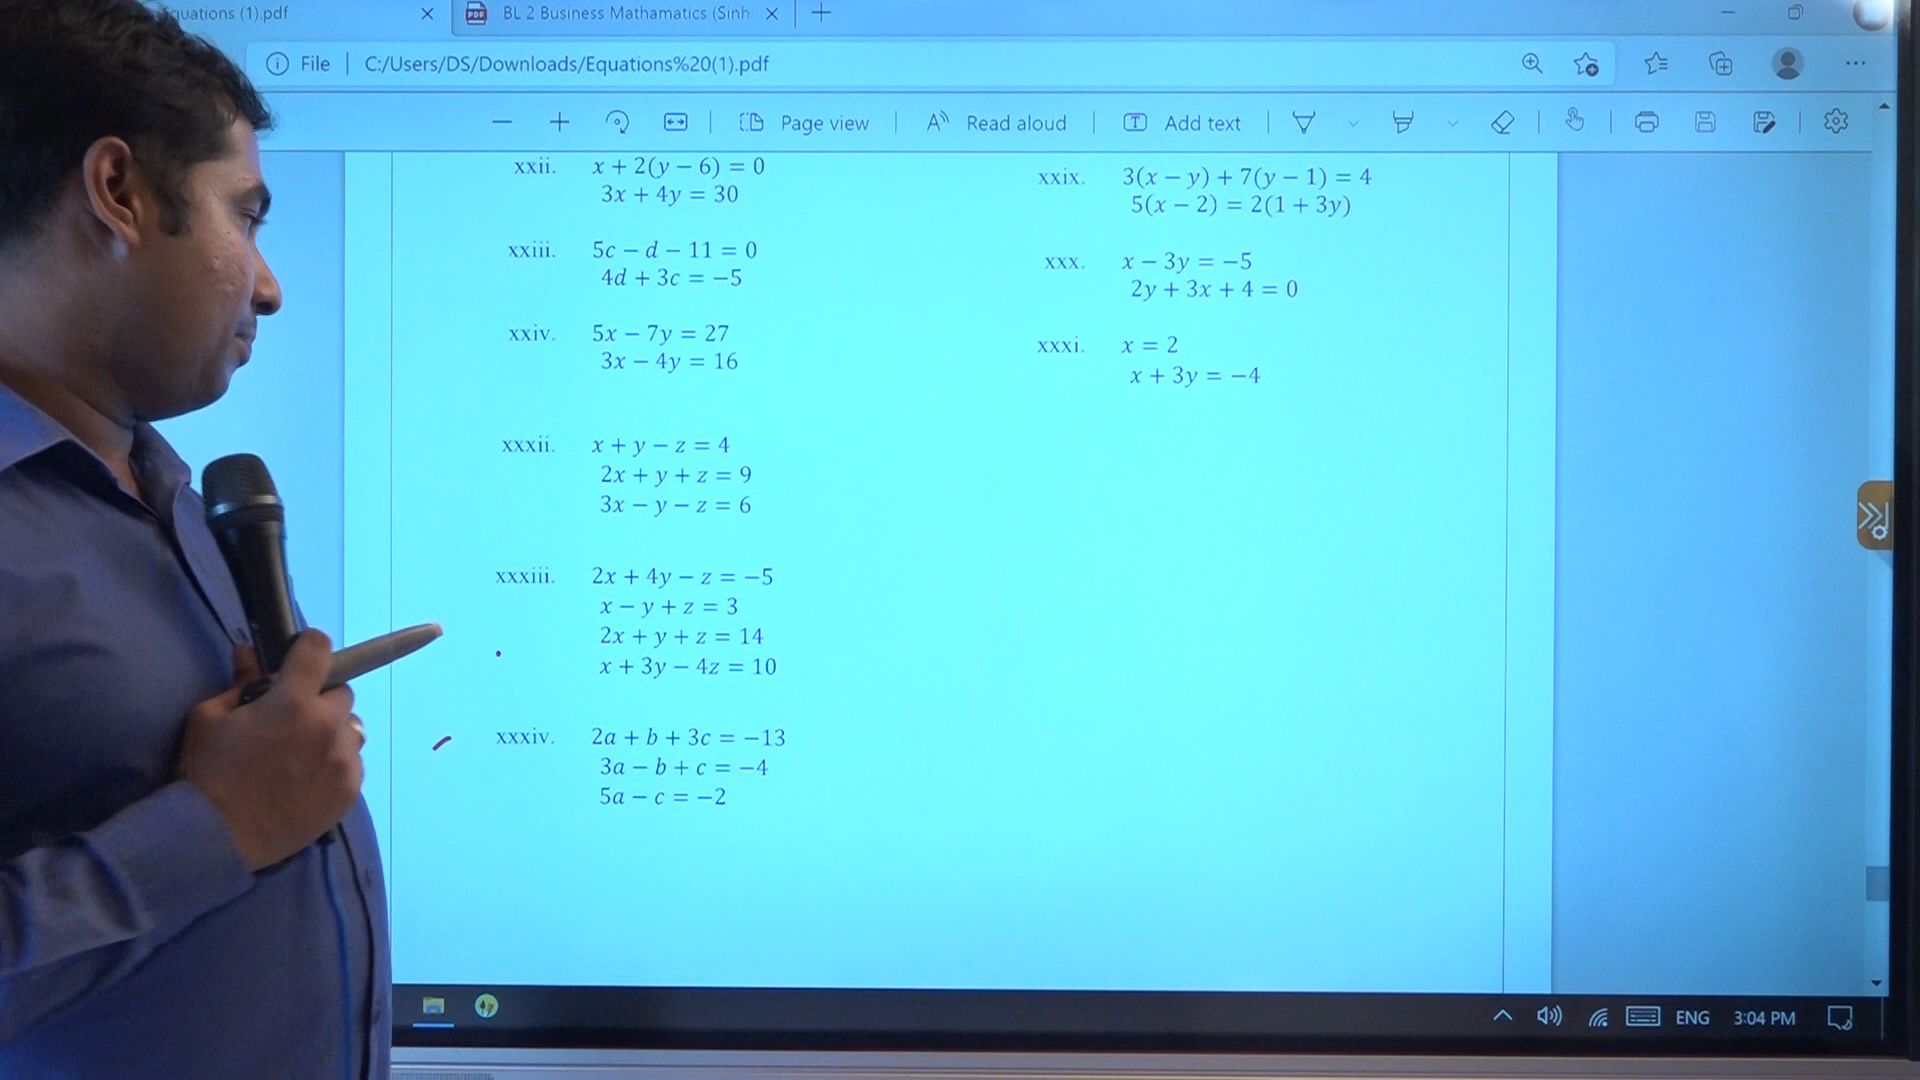 quations (1).pdf
BL 2 Business Mathamatics (Sinh
File
C:/Users/DS/Downloads/Equations%20(1).pdf
Page view
Read aloud
Add text
xxii. x + 2(y − 6) = 0
3x + 4y = 30
xxiii. 5c − d − 11 = 0
4d + 3c = −5
xxiv. 5x − 7y = 27
3x − 4y = 16
xxix. 3(x − y) + 7(y − 1) = 4
5(x − 2) = 2(1 + 3y)
xxx. x − 3y = −5
2y + 3x + 4 = 0
xxxi. x = 2
x + 3y = −4
xxxii. x + y − z = 4
2x + y + z = 9
3x − y − z = 6
xxxiii. 2x + 4y − z = −5
x − y + z = 3
2x + y + z = 14
x + 3y − 4z = 10
xxxiv. 2a + b + 3c = −13
3a − b + c = −4
5a − c = −2
ENG
3:04 PM